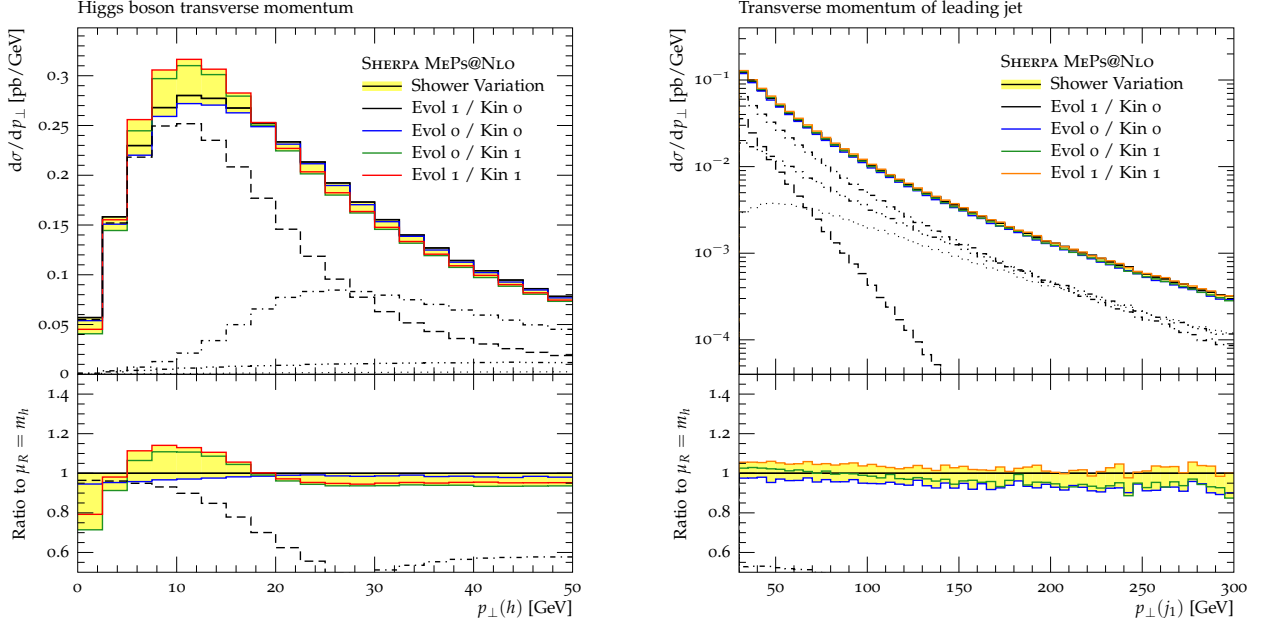 Higgs boson transverse momentum
dσ/dp⊥ [pb/GeV]
0.3
0.25
0.2
0.15
0.1
0.05
0
SHERPA MEPS@NLO
Shower Variation
Evol 1 / Kin 0
Evol 0 / Kin 0
Evol 0 / Kin 1
Evol 1 / Kin 1
Ratio to μR = mh
1.4
1.2
1
0.8
0.6
0 10 20 30 40 50
p⊥(h) [GeV]
Transverse momentum of leading jet
dσ/dp⊥ [pb/GeV]
10⁻¹
10⁻²
10⁻³
10⁻⁴
SHERPA MEPS@NLO
Shower Variation
Evol 1 / Kin 0
Evol 0 / Kin 0
Evol 0 / Kin 1
Evol 1 / Kin 1
Ratio to μR = mh
1.4
1.2
1
0.8
0.6
50 100 150 200 250 300
p⊥(j1) [GeV]